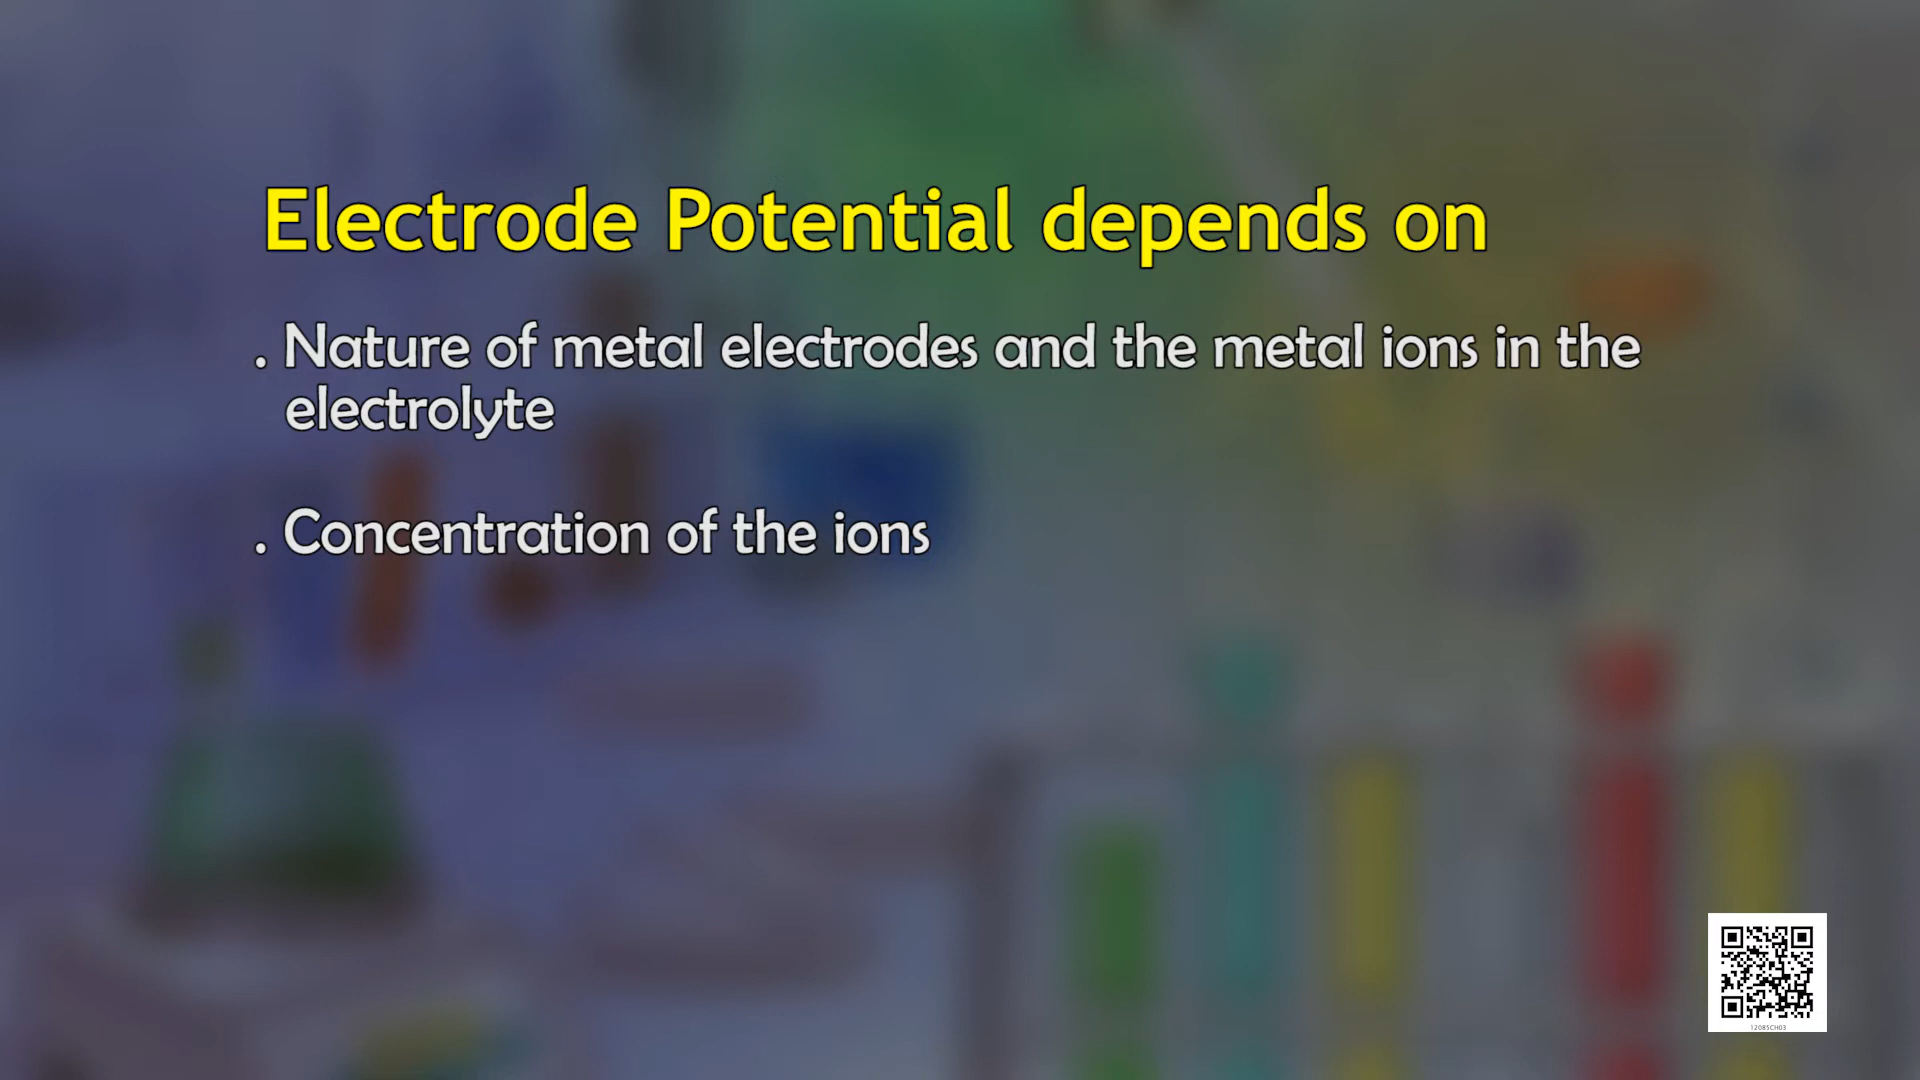 Electrode Potential depends on
. Nature of metal electrodes and the metal ions in the
electrolyte
. Concentration of the ions
12085CH03